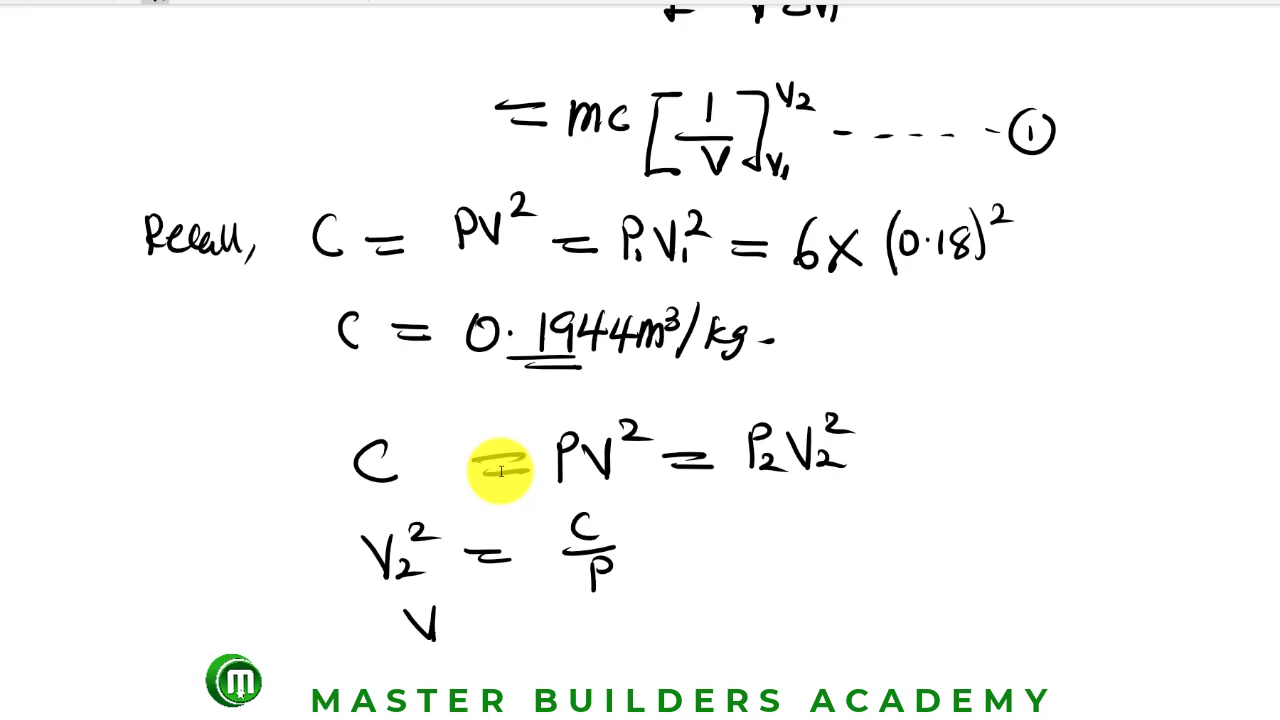 = mc [1/V]V₂ V₁ - - - - - - ①
Recall, C = PV² = P₁V₁² = 6 × (0.18)²
C = 0.1944m³/kg.
C = PV² = P₂V₂²
V₂² = C/P
V
m MASTER BUILDERS ACADEMY